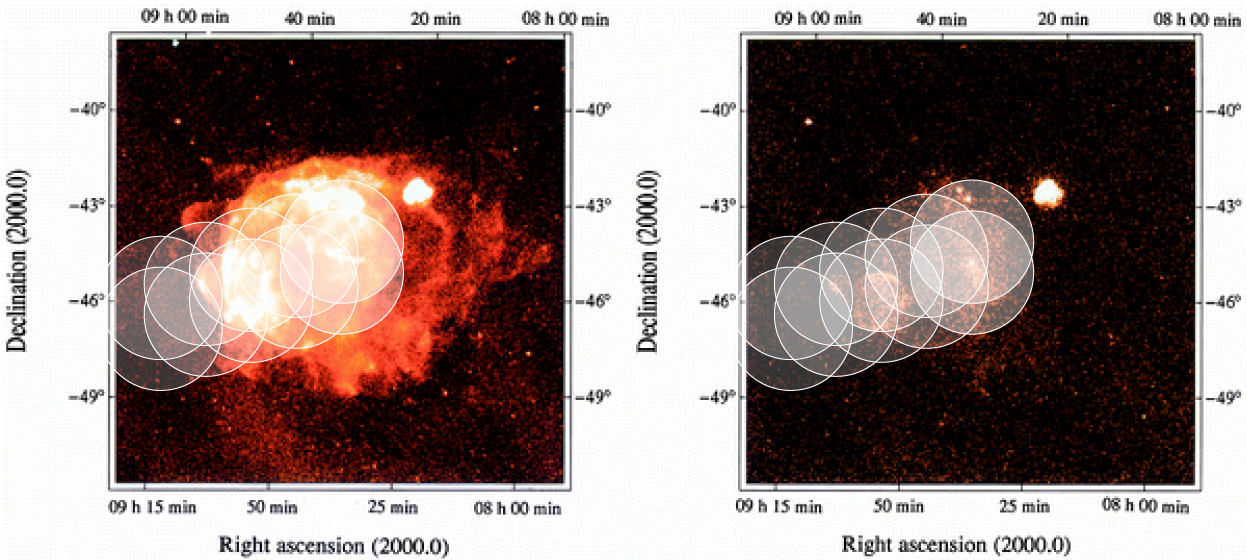 09 h 00 min 40 min 20 min 08 h 00 min
−40° −40°
−43° −43°
−46° −46°
−49° −49°
Declination (2000.0)
09 h 15 min 50 min 25 min 08 h 00 min
Right ascension (2000.0)
09 h 00 min 40 min 20 min 08 h 00 min
−40° −40°
−43° −43°
−46° −46°
−49° −49°
Declination (2000.0)
09 h 15 min 50 min 25 min 08 h 00 min
Right ascension (2000.0)